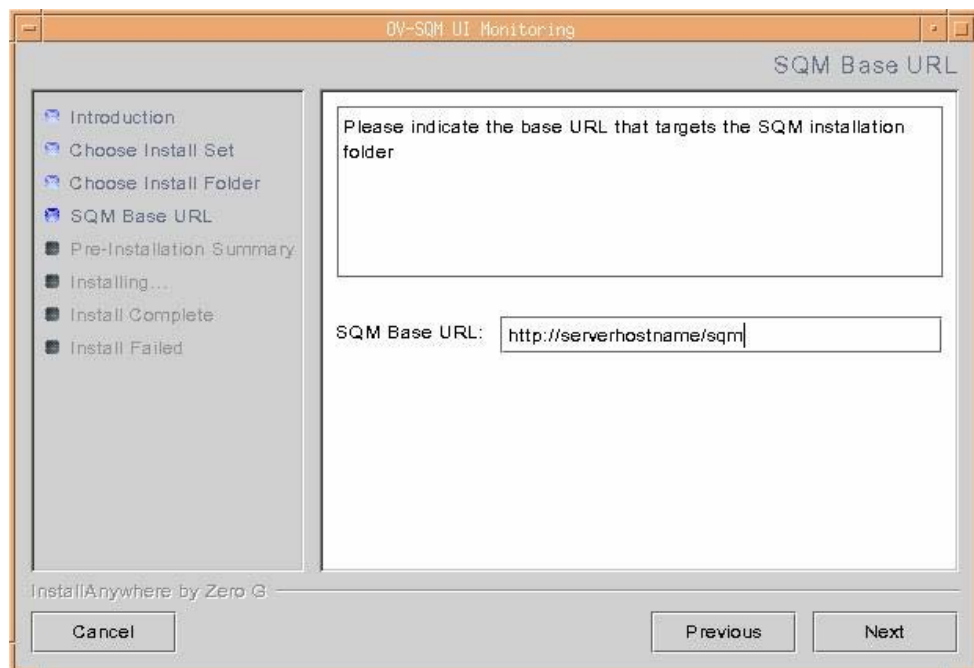 OV-SQM UI Monitoring
SQM Base URL
Introduction
Choose Install Set
Choose Install Folder
SQM Base URL
Pre-Installation Summary
Installing...
Install Complete
Install Failed
Please indicate the base URL that targets the SQM installation
folder
SQM Base URL: http://serverhostname/sqm
InstallAnywhere by Zero G
Cancel Previous Next